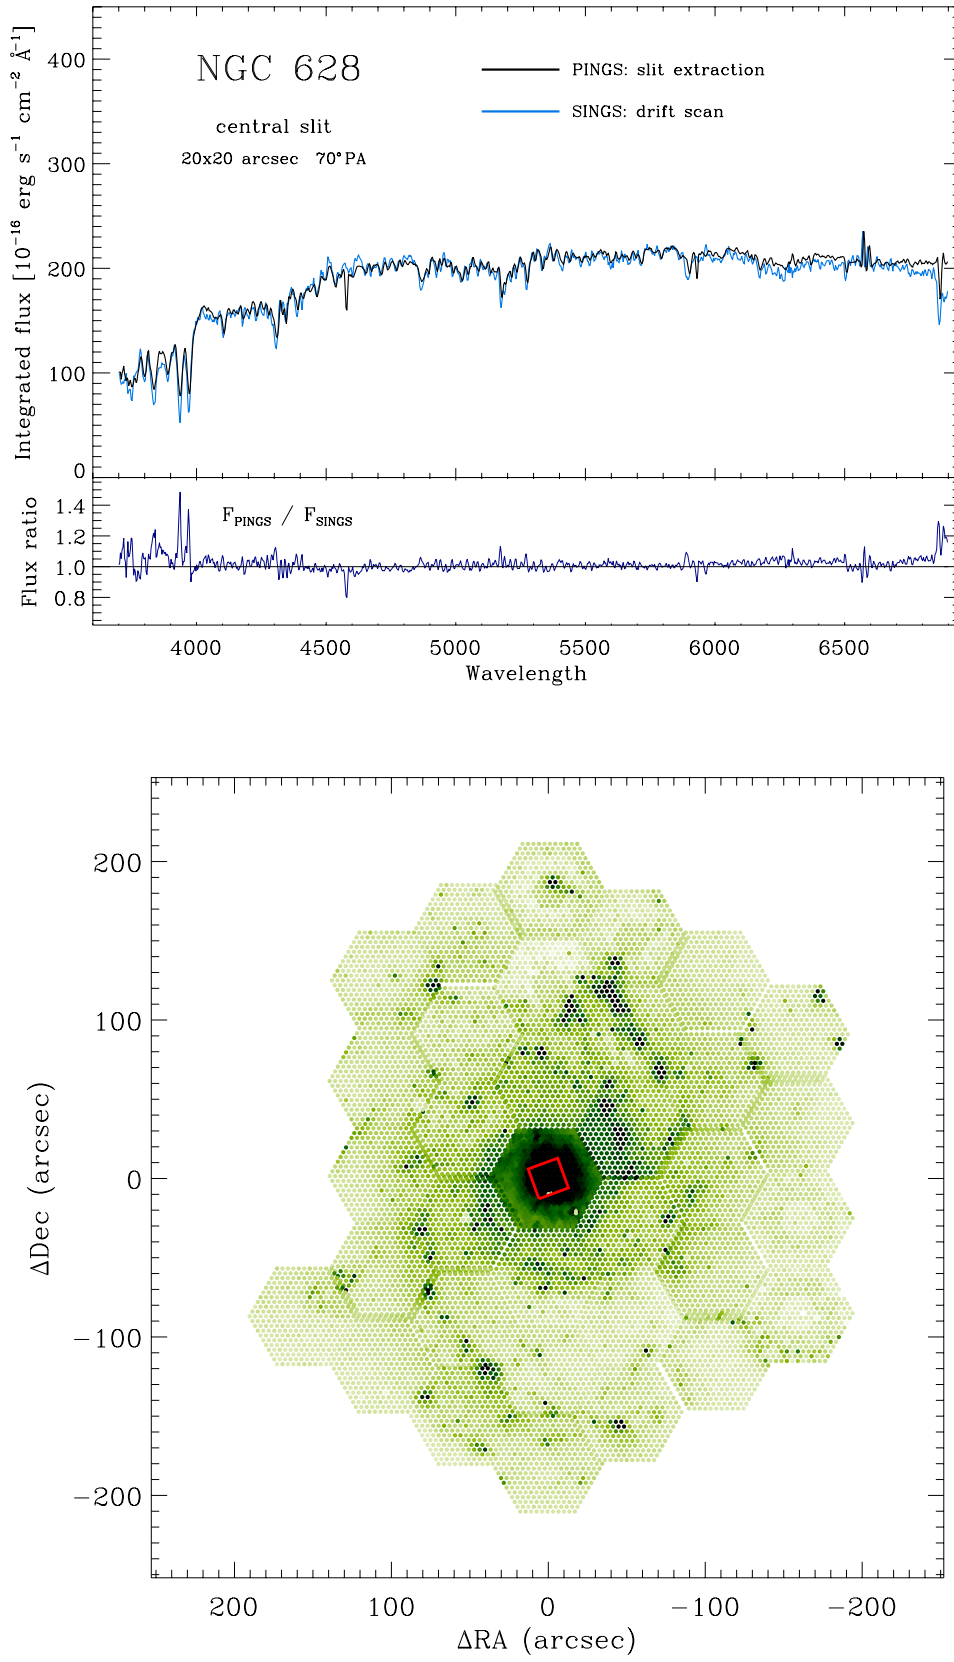 NGC 628
PINGS: slit extraction
SINGS: drift scan
central slit
20x20 arcsec 70°PA
Integrated flux [10⁻¹⁶ erg s⁻¹ cm⁻² Å⁻¹]
400
300
200
100
0
F_PINGS / F_SINGS
Flux ratio
1.4
1.2
1.0
0.8
4000 4500 5000 5500 6000 6500
Wavelength
ΔDec (arcsec)
200
100
0
−100
−200
200 100 0 −100 −200
ΔRA (arcsec)